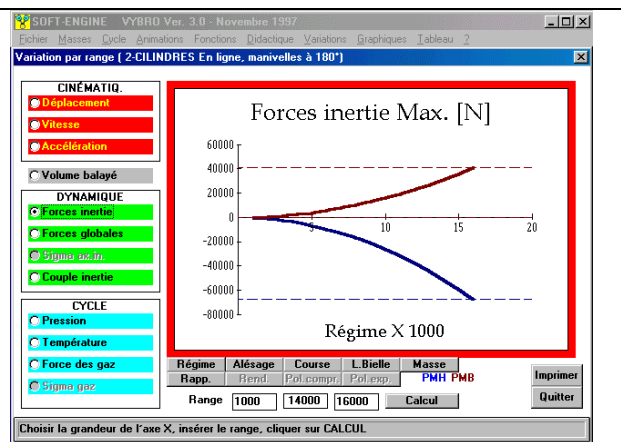 SOFT-ENGINE VYBRO Ver. 3.0 - Novembre 1997
Fichier Masses Cycle Animations Fonctions Didactique Variations Graphiques Tableau ?
Variation par range ( 2-CILINDRES En ligne, manivelles à 180°)
CINÉMATIQ.
Déplacement
Vitesse
Accélération
Volume balayé
DYNAMIQUE
Forces inertie
Forces globales
Sigma ax.in.
Couple inertie
CYCLE
Pression
Température
Force des gaz
Sigma gaz
Forces inertie Max. [N]
60000
40000
20000
0
-20000
-40000
-60000
-80000
5 10 15 20
Régime X 1000
Régime Alésage Course L.Bielle Masse
Rapp. Rend. Pol.compr. Pol.exp. PMH PMB
Range 1000 14000 16000 Calcul
Imprimer
Quitter
Choisir la grandeur de l'axe X, insérer le range, cliquer sur CALCUL